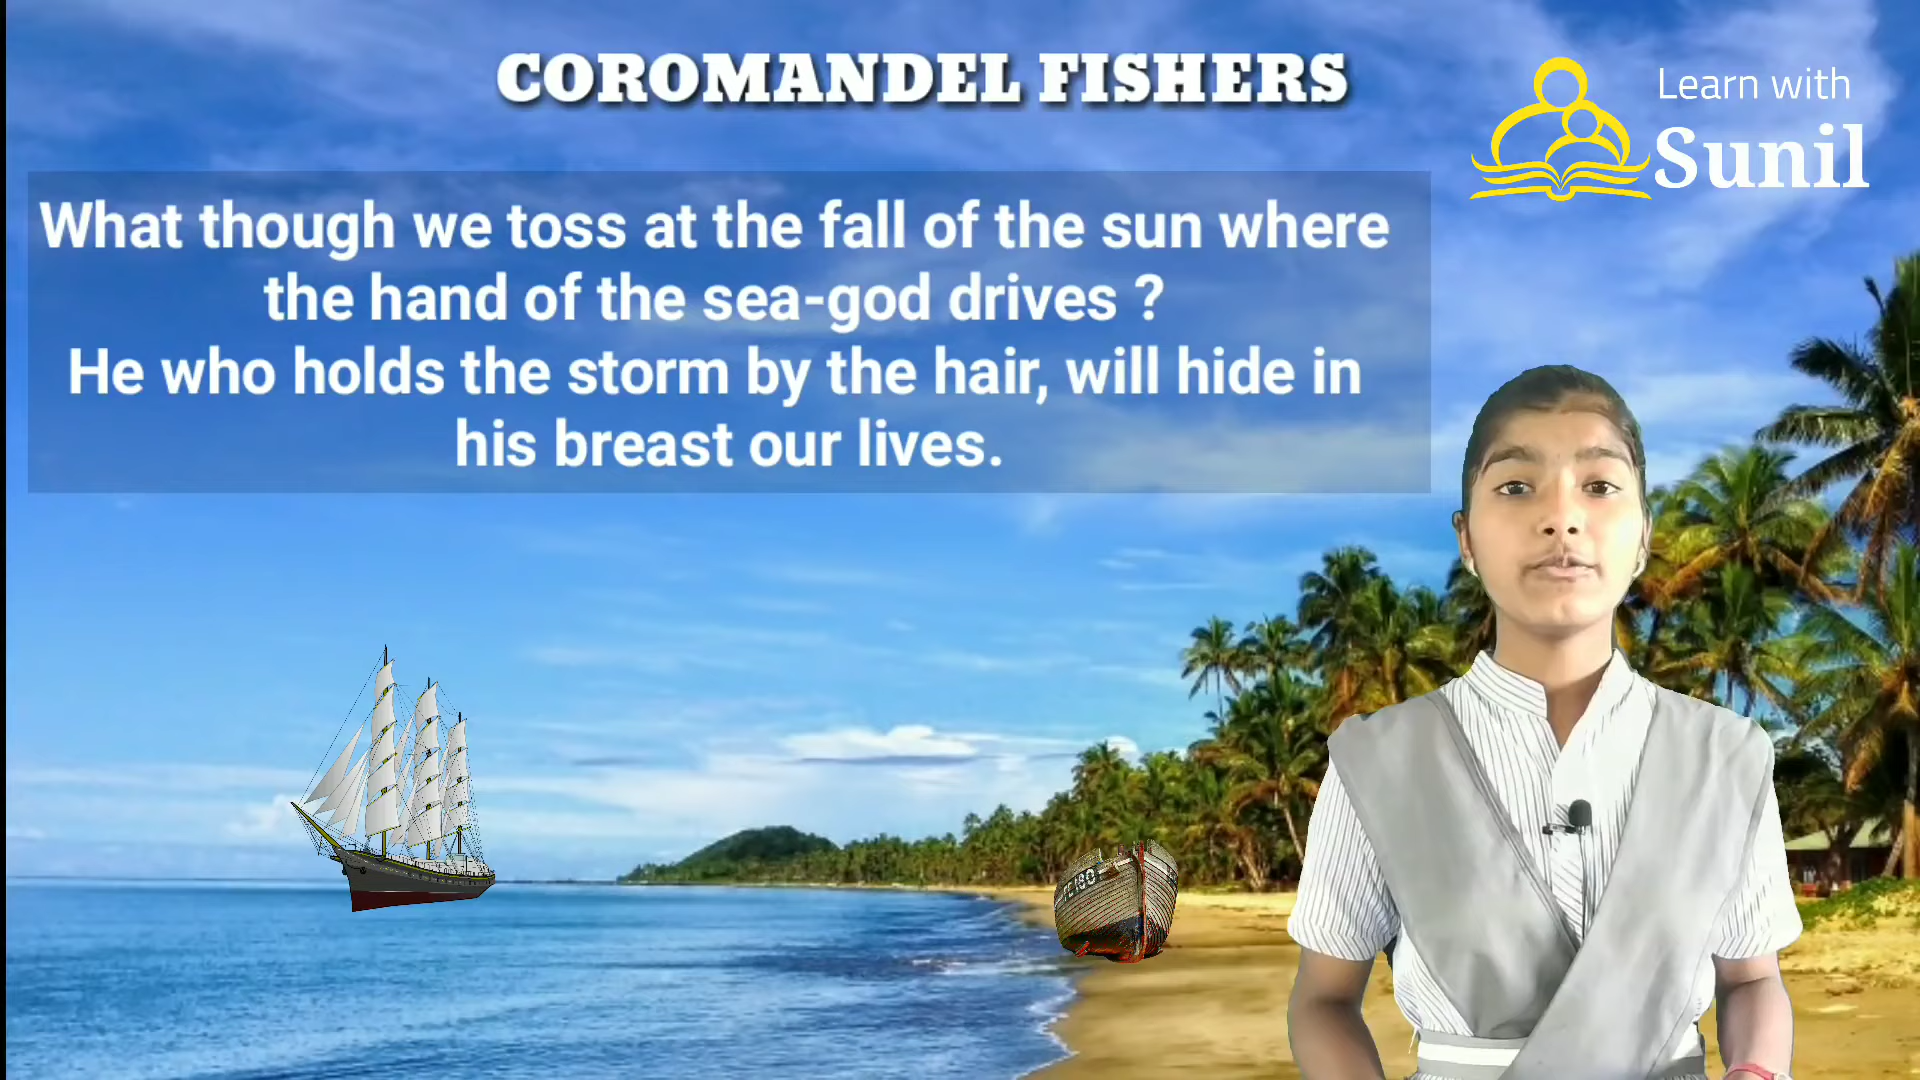 COROMANDEL FISHERS
Learn with
Sunil
What though we toss at the fall of the sun where
the hand of the sea-god drives ?
He who holds the storm by the hair, will hide in
his breast our lives.
FE180